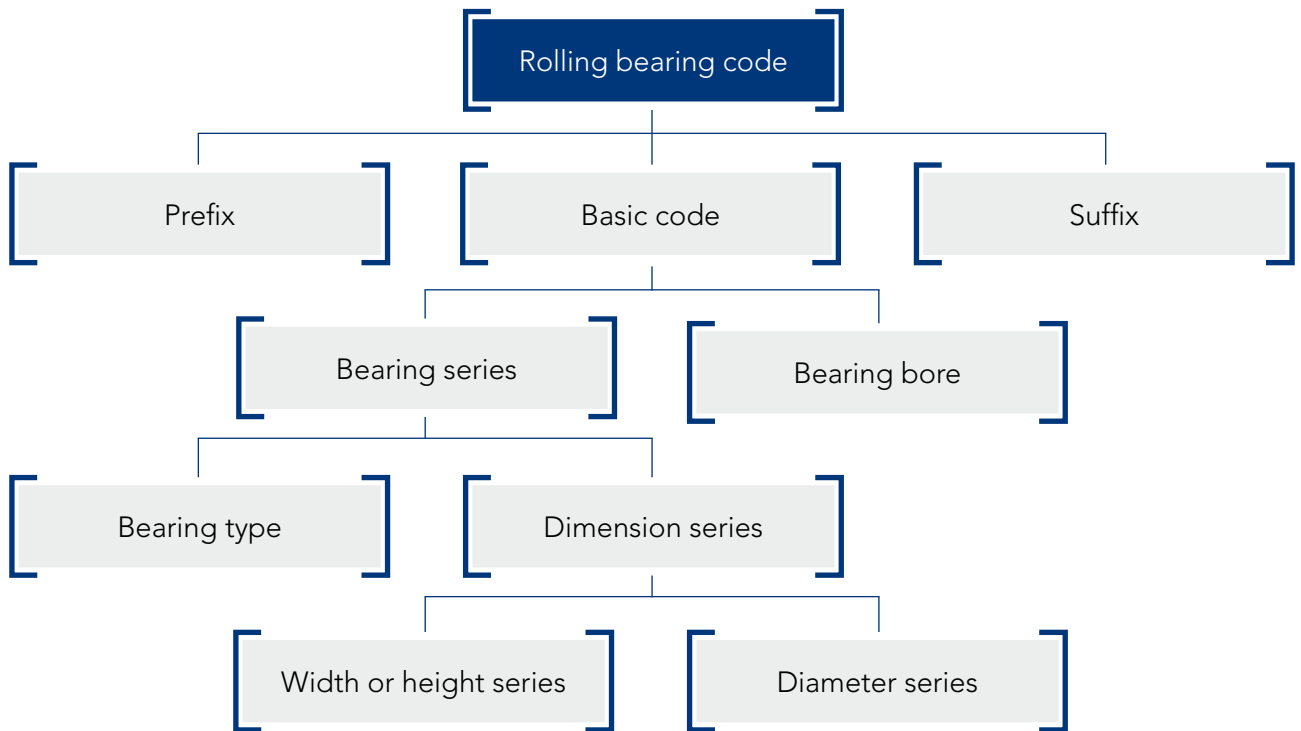 Rolling bearing code
Prefix
Basic code
Suffix
Bearing series
Bearing bore
Bearing type
Dimension series
Width or height series
Diameter series